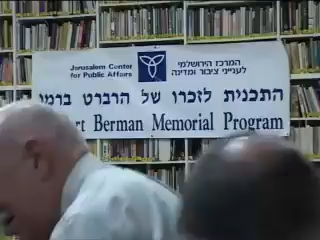 Jerusalem Center
for Public Affairs
המרכז הירושלמי
לענייני ציבור ומדינה
התכנית לזכרו של הרברט ברמן
rt Berman Memorial Program